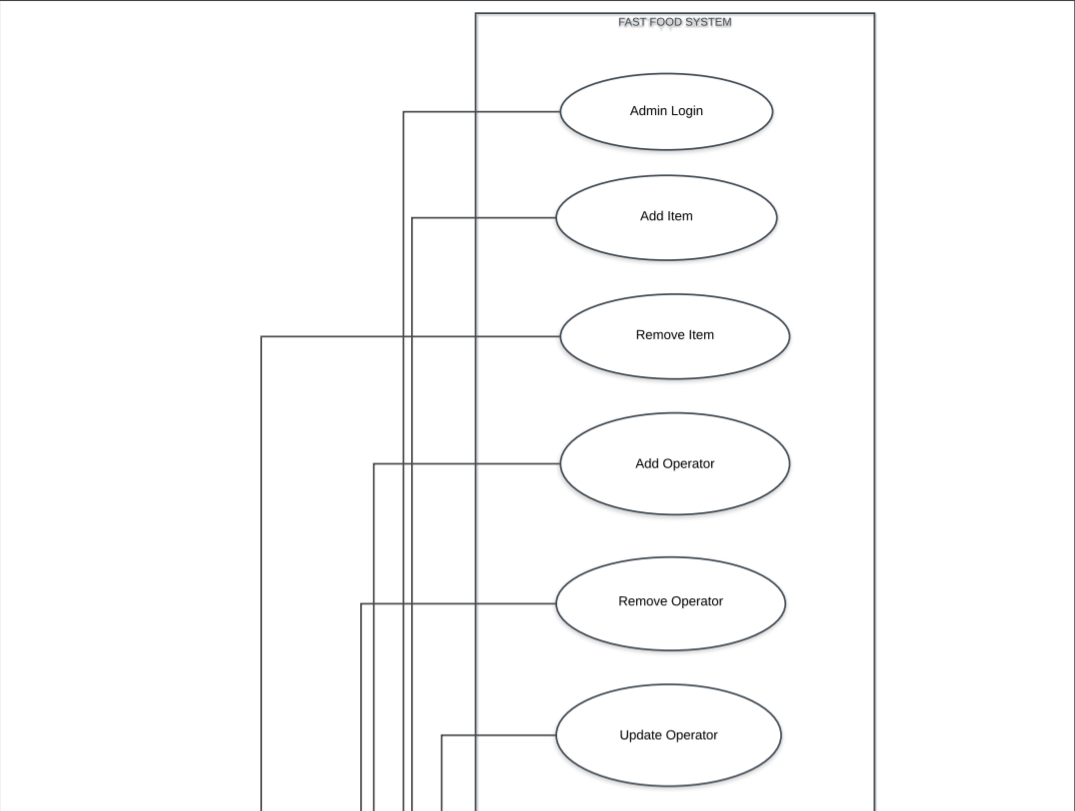 FAST FOOD SYSTEM
Admin Login
Add Item
Remove Item
Add Operator
Remove Operator
Update Operator